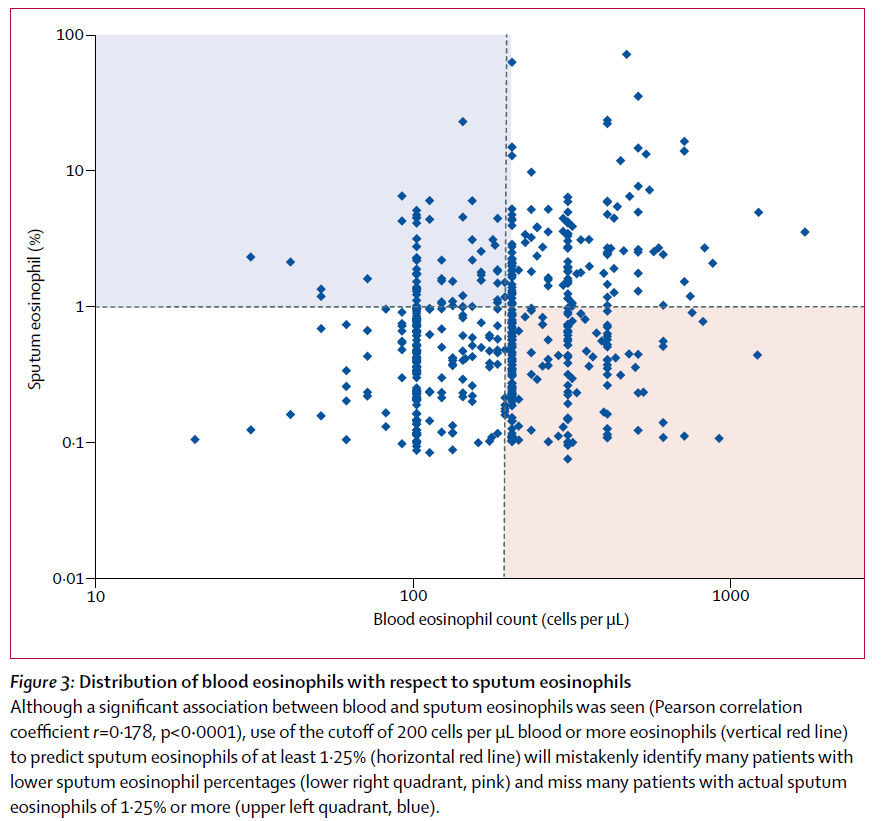 100
10
1
0·1
0·01
Sputum eosinophil (%)
10
100
1000
Blood eosinophil count (cells per µL)
Figure 3: Distribution of blood eosinophils with respect to sputum eosinophils
Although a significant association between blood and sputum eosinophils was seen (Pearson correlation
coefficient r=0·178, p<0·0001), use of the cutoff of 200 cells per µL blood or more eosinophils (vertical red line)
to predict sputum eosinophils of at least 1·25% (horizontal red line) will mistakenly identify many patients with
lower sputum eosinophil percentages (lower right quadrant, pink) and miss many patients with actual sputum
eosinophils of 1·25% or more (upper left quadrant, blue).